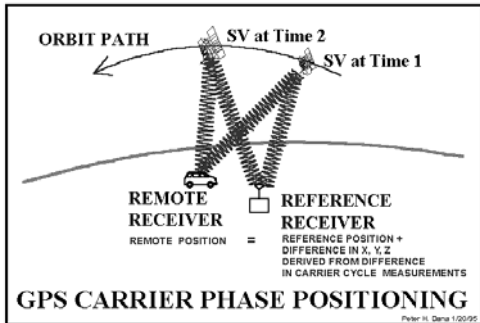 SV at Time 2
ORBIT PATH
SV at Time 1
REMOTE
RECEIVER
REFERENCE
RECEIVER
REMOTE POSITION = REFERENCE POSITION +
DIFFERENCE IN X, Y, Z
DERIVED FROM DIFFERENCE
IN CARRIER CYCLE MEASUREMENTS
GPS CARRIER PHASE POSITIONING
Peter H. Dana 1/20/95